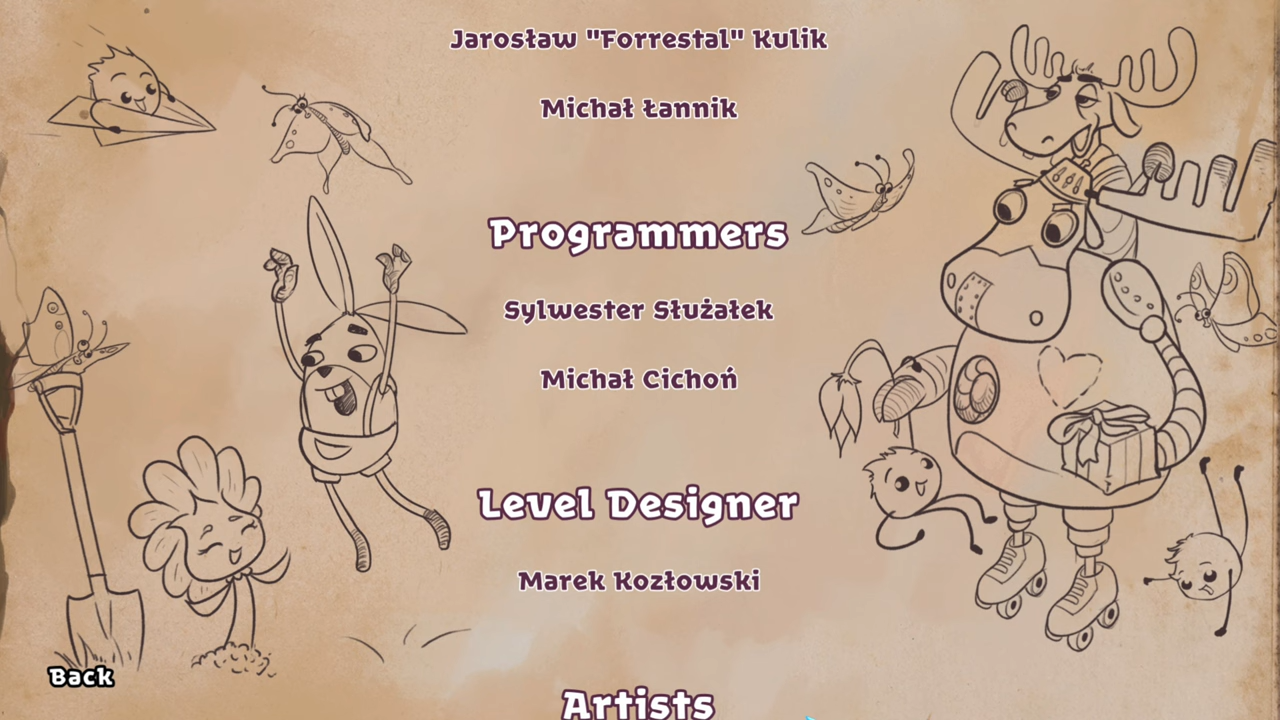 Jarosław "Forrestal" Kulik
Michał Łannik
Programmers
Sylwester Służałek
Michał Cichoń
Level Designer
Marek Kozłowski
Back
Artists